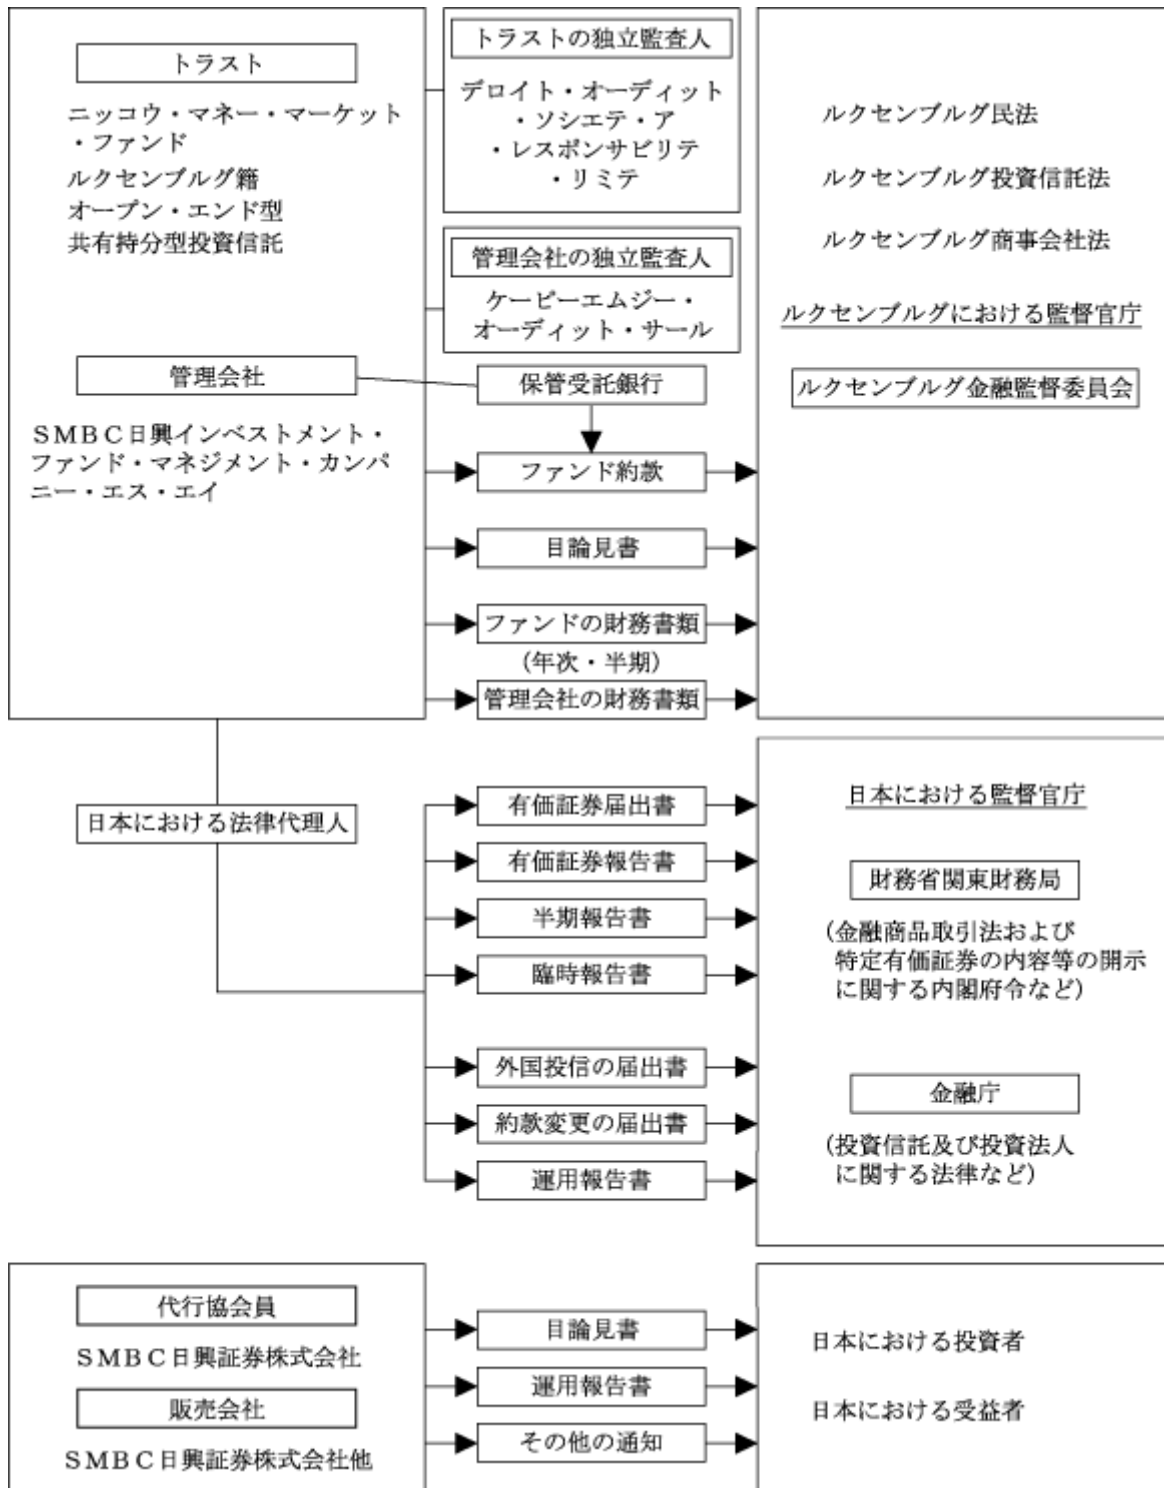 トラスト
ニッコウ・マネー・マーケット
・ファンド
ルクセンブルグ籍
オープン・エンド型
共有持分型投資信託
管理会社
ＳＭＢＣ日興インベストメント・
ファンド・マネジメント・カンパ
ニー・エス・エイ
トラストの独立監査人
デロイト・オーディット
・ソシエテ・ア
・レスポンサビリテ
・リミテ
管理会社の独立監査人
ケーピーエムジー・
オーディット・サール
保管受託銀行
ファンド約款
目論見書
ファンドの財務書類
（年次・半期）
管理会社の財務書類
ルクセンブルグ民法
ルクセンブルグ投資信託法
ルクセンブルグ商事会社法
ルクセンブルグにおける監督官庁
ルクセンブルグ金融監督委員会
日本における法律代理人
有価証券届出書
有価証券報告書
半期報告書
臨時報告書
外国投信の届出書
約款変更の届出書
運用報告書
日本における監督官庁
財務省関東財務局
（金融商品取引法および
特定有価証券の内容等の開示
に関する内閣府令など）
金融庁
（投資信託及び投資法人
に関する法律など）
代行協会員
ＳＭＢＣ日興証券株式会社
販売会社
ＳＭＢＣ日興証券株式会社他
目論見書
運用報告書
その他の通知
日本における投資者
日本における受益者